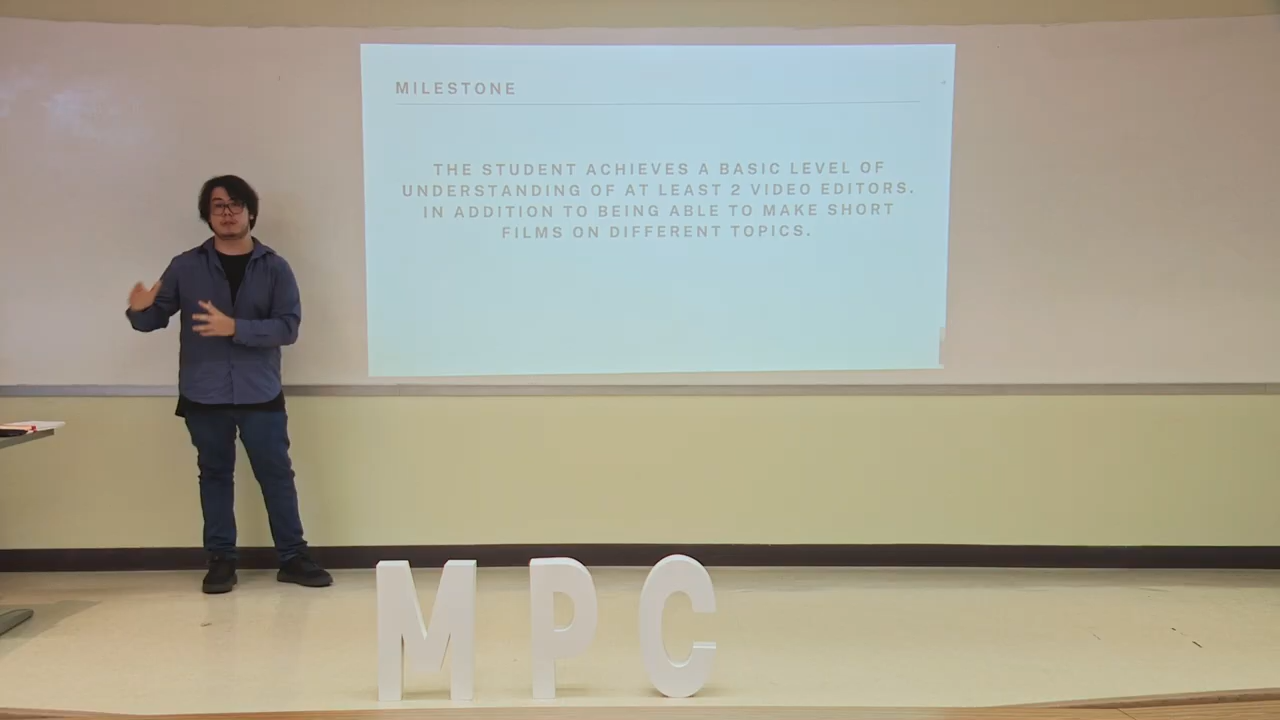 MILESTONE
THE STUDENT ACHIEVES A BASIC LEVEL OF
UNDERSTANDING OF AT LEAST 2 VIDEO EDITORS.
IN ADDITION TO BEING ABLE TO MAKE SHORT
FILMS ON DIFFERENT TOPICS.
MPC